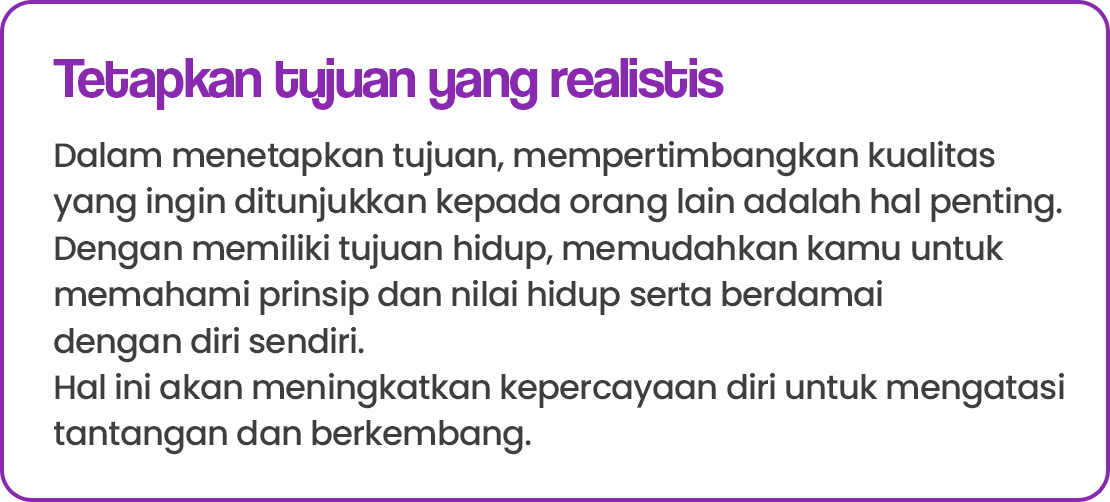 Tetapkan tujuan yang realistis
Dalam menetapkan tujuan, mempertimbangkan kualitas
yang ingin ditunjukkan kepada orang lain adalah hal penting.
Dengan memiliki tujuan hidup, memudahkan kamu untuk
memahami prinsip dan nilai hidup serta berdamai
dengan diri sendiri.
Hal ini akan meningkatkan kepercayaan diri untuk mengatasi
tantangan dan berkembang.